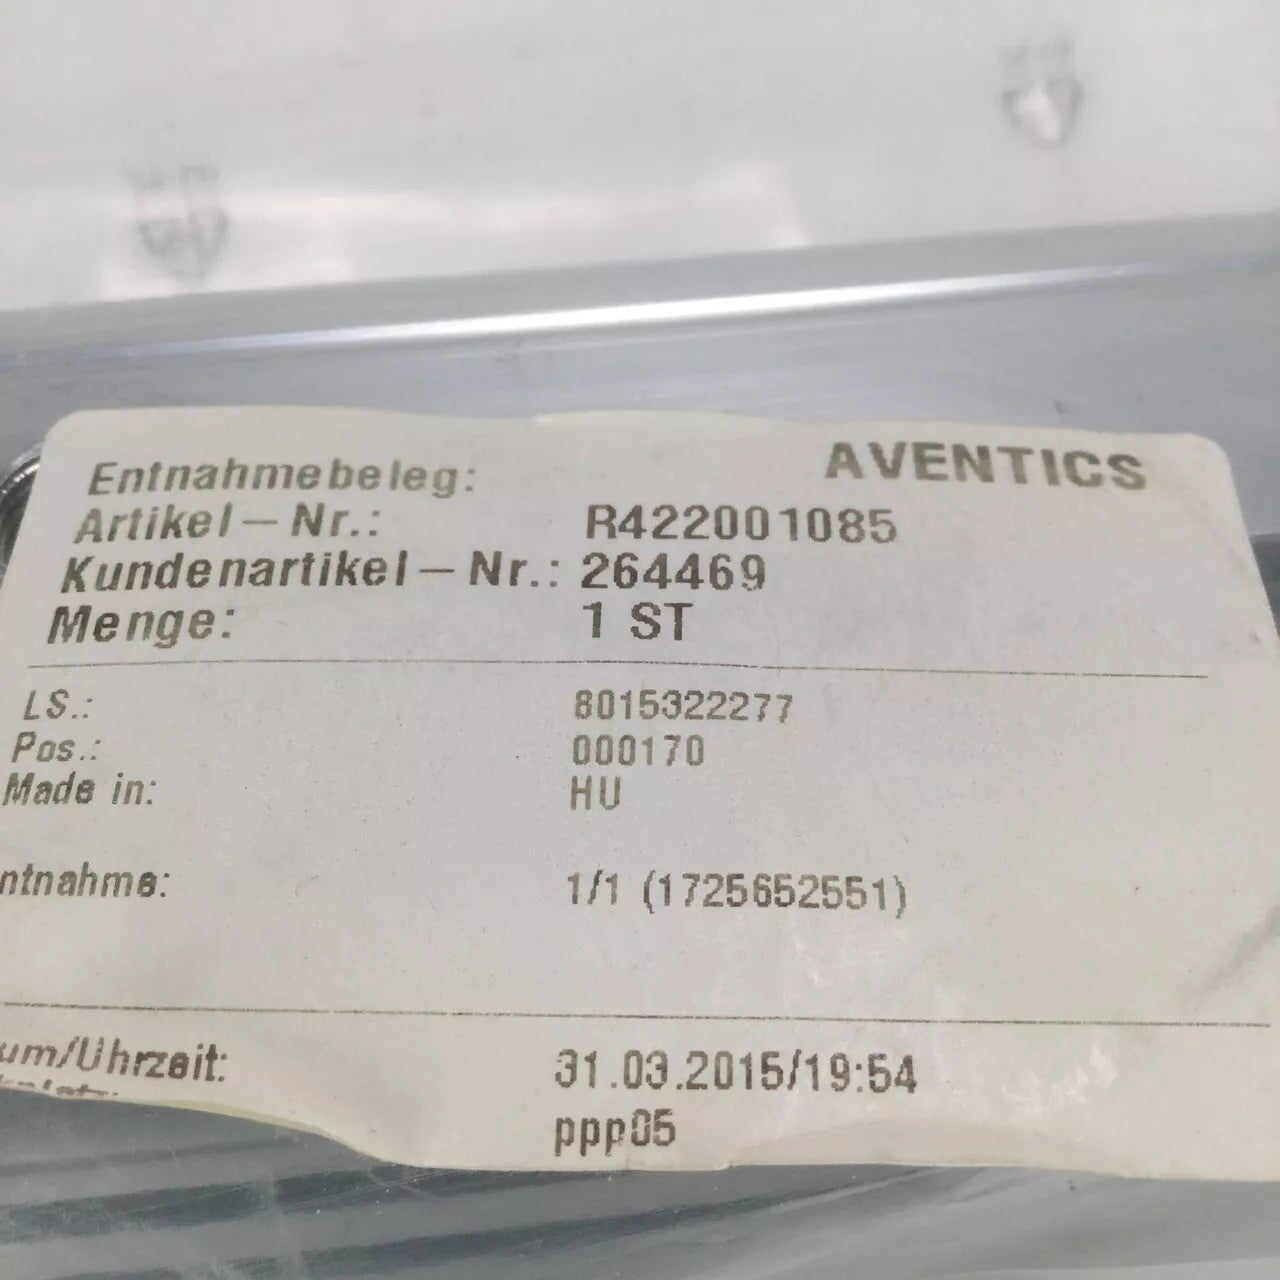 AVENTICS
Entnahmebeleg:
Artikel-Nr.: R422001085
Kundenartikel-Nr.: 264469
Menge: 1 ST
LS.: 8015322277
Pos.: 000170
Made in: HU
ntnahme: 1/1 (1725652551)
um/Uhrzeit: 31.03.2015/19:54
ppp05